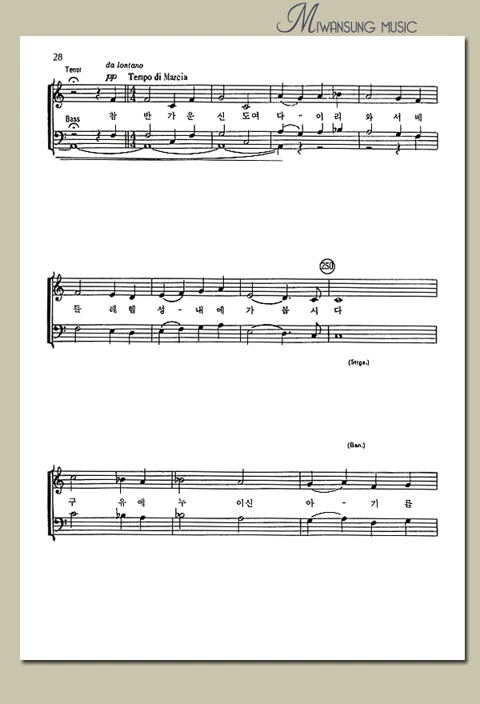 MIWANSUNG MUSIC
28
da lontano
Tenor
pp Tempo di Marcia
참 반 가 운 신 도여 다 - 이 리 와 서 베
Bass
250
들 레 헴 성 - 내 에 가 봅 시 다
(Strgs.)
(Ban.)
구 유 에 누 이신 아 - 기 를